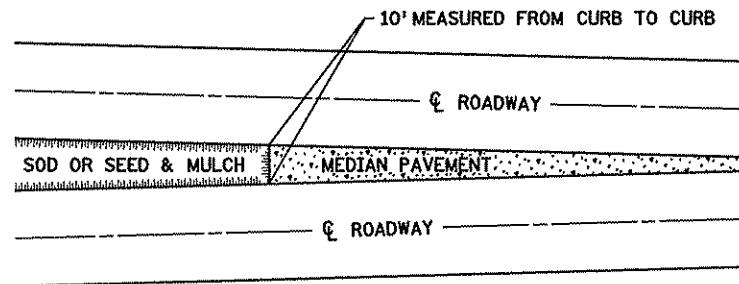 10' MEASURED FROM CURB TO CURB
℄ ROADWAY
SOD OR SEED & MULCH
MEDIAN PAVEMENT
℄ ROADWAY